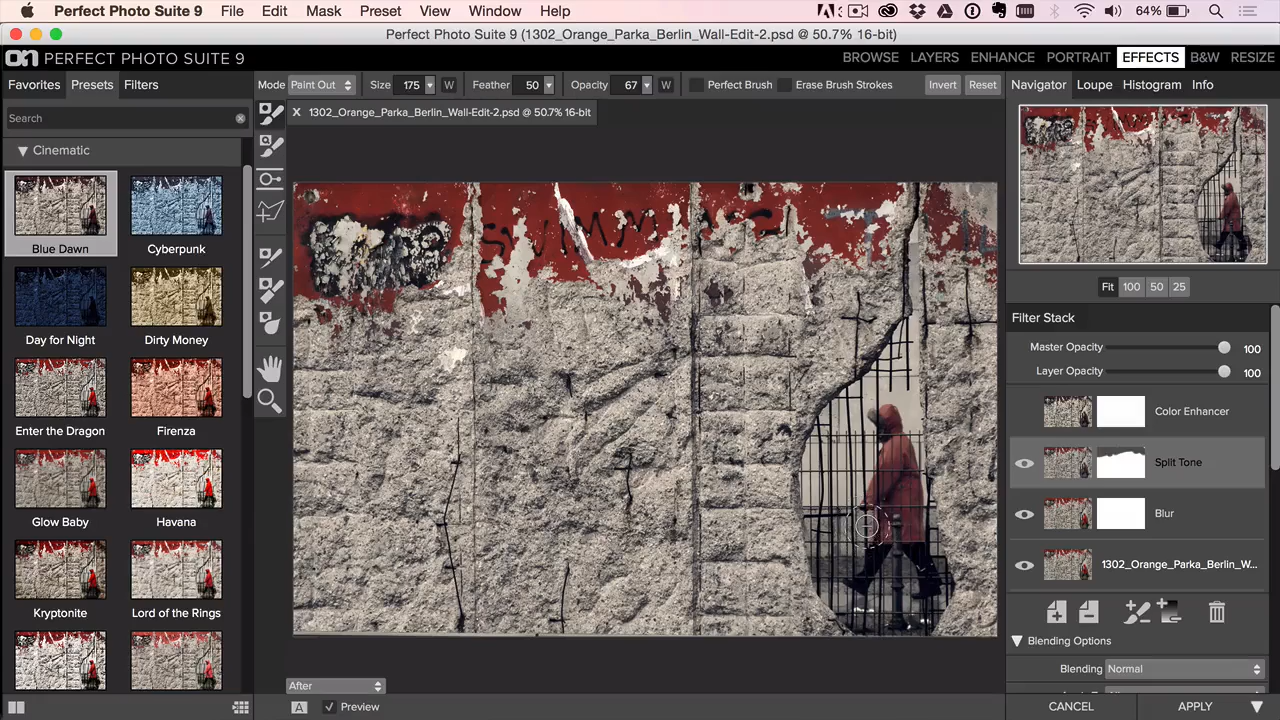 Perfect Photo Suite 9 File Edit Mask Preset View Window Help 64%
Perfect Photo Suite 9 (1302_Orange_Parka_Berlin_Wall-Edit-2.psd @ 50.7% 16-bit)
on PERFECT PHOTO SUITE 9 BROWSE LAYERS ENHANCE PORTRAIT EFFECTS B&W RESIZE
Favorites Presets Filters Mode Paint Out Size 175 W Feather 50 Opacity 67 W Perfect Brush Erase Brush Strokes Invert Reset Navigator Loupe Histogram Info
Search
X 1302_Orange_Parka_Berlin_Wall-Edit-2.psd @ 50.7% 16-bit
Cinematic
SWIMMING
Blue Dawn Cyberpunk
Fit 100 50 25
Filter Stack
Day for Night Dirty Money
Master Opacity 100
Layer Opacity 100
Color Enhancer
Enter the Dragon Firenza
Split Tone
Blur
Glow Baby Havana
1302_Orange_Parka_Berlin_W...
Kryptonite Lord of the Rings
Blending Options
Blending Normal
After
A Preview
CANCEL APPLY